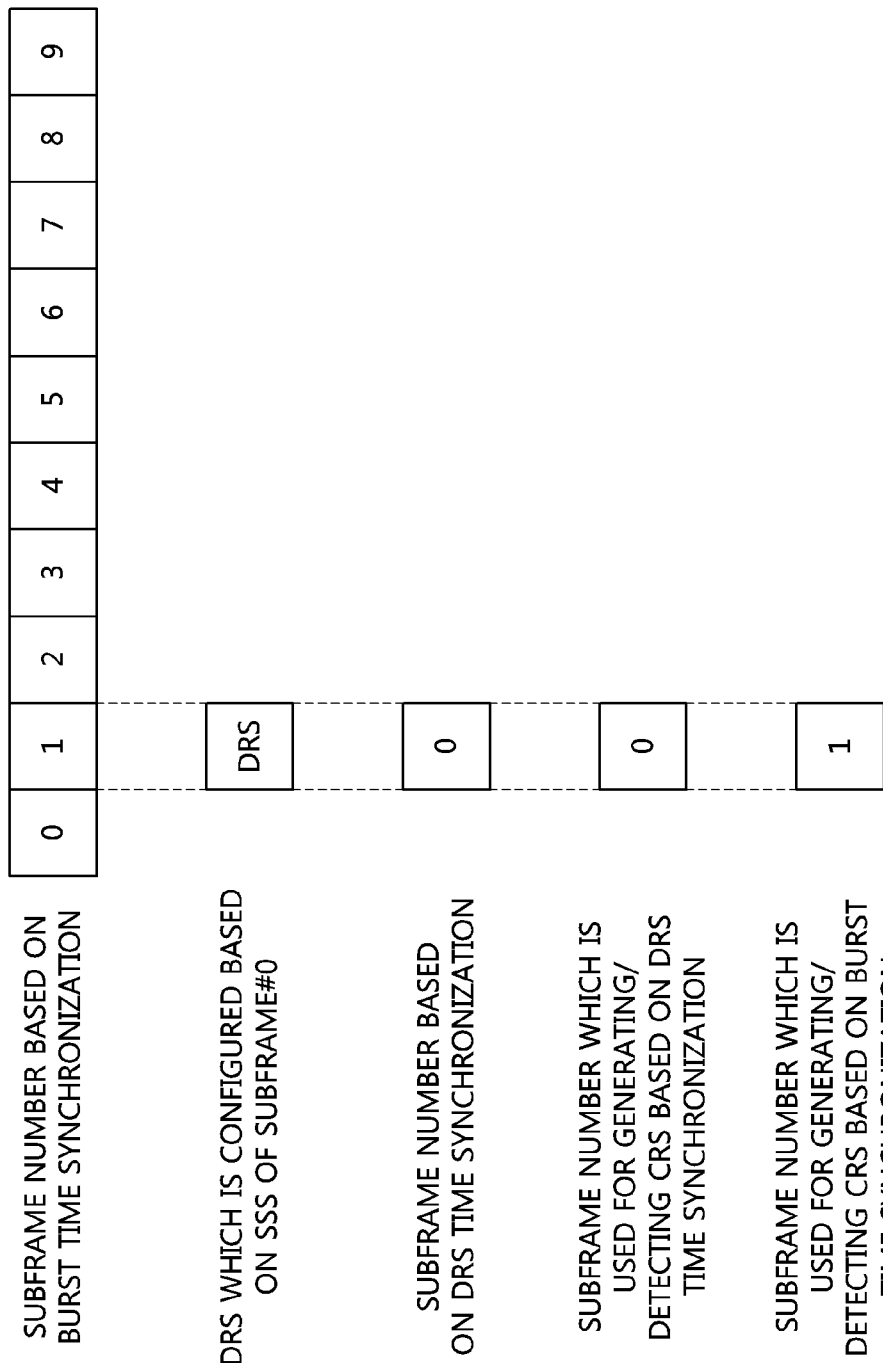 SUBFRAME NUMBER BASED ON
BURST TIME SYNCHRONIZATION
0 1 2 3 4 5 6 7 8 9
DRS WHICH IS CONFIGURED BASED
ON SSS OF SUBFRAME#0
DRS
SUBFRAME NUMBER BASED
ON DRS TIME SYNCHRONIZATION
0
SUBFRAME NUMBER WHICH IS
USED FOR GENERATING/
DETECTING CRS BASED ON DRS
TIME SYNCHRONIZATION
0
SUBFRAME NUMBER WHICH IS
USED FOR GENERATING/
DETECTING CRS BASED ON BURST
TIME SYNCHRONIZATION
1